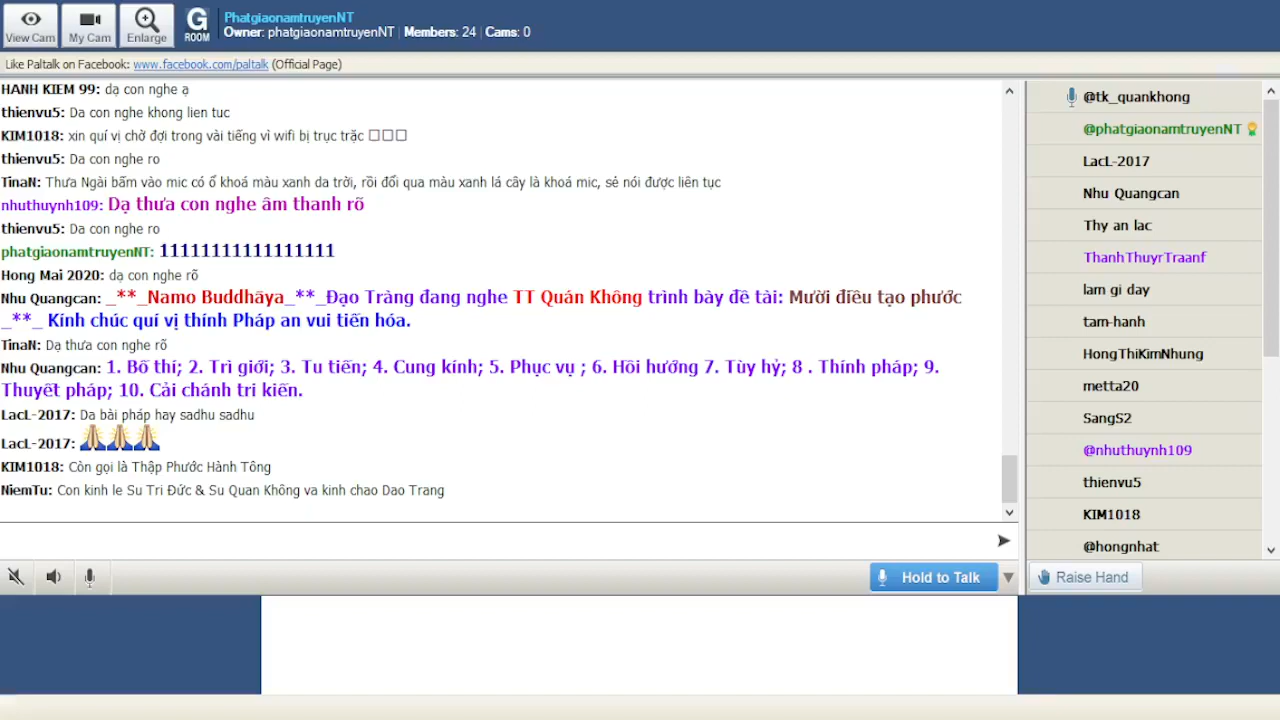 View Cam
My Cam
Enlarge
G
ROOM
PhatgiaonamtruyenNT
Owner: phatgiaonamtruyenNT | Members: 24 | Cams: 0
Like Paltalk on Facebook: www.facebook.com/paltalk (Official Page)
HANH KIEM 99: dạ con nghe ạ
thienvu5: Da con nghe khong lien tuc
KIM1018: xin quí vị chờ đợi trong vài tiếng vì wifi bị trục trặc □□□
thienvu5: Da con nghe ro
TinaN: Thưa Ngài bấm vào mic có ổ khoá màu xanh da trời, rồi đổi qua màu xanh lá cây là khoá mic, sẻ nói được liên tục
nhuthuynh109: Dạ thưa con nghe âm thanh rõ
thienvu5: Da con nghe ro
phatgiaonamtruyenNT: 11111111111111111
Hong Mai 2020: dạ con nghe rõ
Nhu Quangcan: _**_Namo Buddhāya_**_Đạo Tràng đang nghe TT Quán Không trình bày đề tài: Mười điều tạo phước
_**_ Kính chúc quí vị thính Pháp an vui tiến hóa.
TinaN: Dạ thưa con nghe rõ
Nhu Quangcan: 1. Bố thí; 2. Trì giới; 3. Tu tiến; 4. Cung kính; 5. Phục vụ ; 6. Hồi hướng 7. Tùy hỷ; 8 . Thính pháp; 9.
Thuyết pháp; 10. Cải chánh tri kiến.
LacL-2017: Da bài pháp hay sadhu sadhu
LacL-2017:
KIM1018: Còn gọi là Thập Phước Hành Tông
NiemTu: Con kinh le Su Tri Đức & Su Quan Không va kinh chao Dao Trang
Hold to Talk
@tk_quankhong
@phatgiaonamtruyenNT
LacL-2017
Nhu Quangcan
Thy an lac
ThanhThuyrTraanf
lam gi day
tam-hanh
HongThiKimNhung
metta20
SangS2
@nhuthuynh109
thienvu5
KIM1018
@hongnhat
Raise Hand